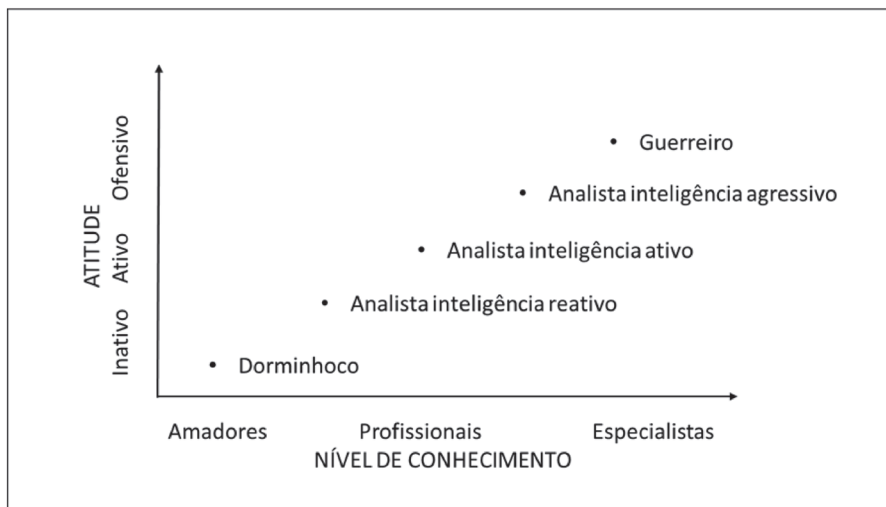 Guerreiro
Analista inteligência agressivo
Analista inteligência ativo
Analista inteligência reativo
Dorminhoco
ATITUDE
Ofensivo
Ativo
Inativo
Amadores
Profissionais
Especialistas
NÍVEL DE CONHECIMENTO